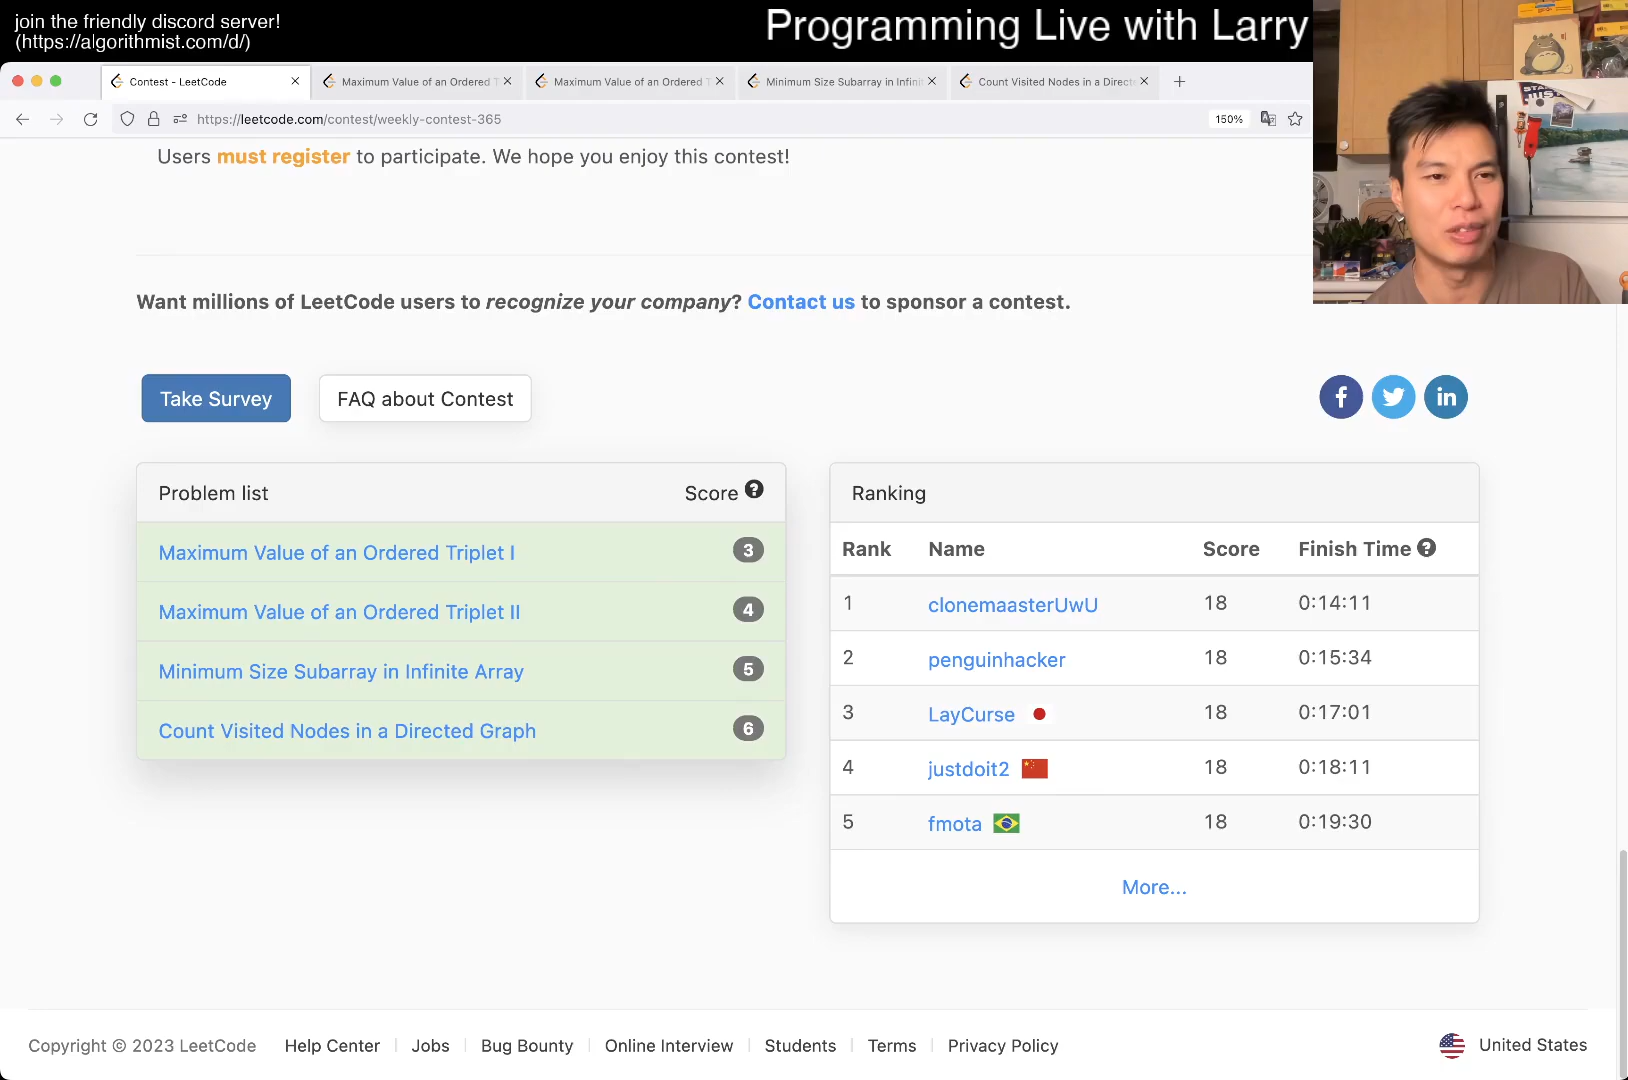 join the friendly discord server!
(https://algorithmist.com/d/)
Programming Live with Larry
Contest - LeetCode
Maximum Value of an Ordered T
Maximum Value of an Ordered T
Minimum Size Subarray in Infini
Count Visited Nodes in a Directe
https://leetcode.com/contest/weekly-contest-365
150%
Users must register to participate. We hope you enjoy this contest!
Want millions of LeetCode users to recognize your company? Contact us to sponsor a contest.
Take Survey
FAQ about Contest
Problem list
Score
Maximum Value of an Ordered Triplet I
3
Maximum Value of an Ordered Triplet II
4
Minimum Size Subarray in Infinite Array
5
Count Visited Nodes in a Directed Graph
6
Ranking
Rank Name Score Finish Time
1 clonemaasterUwU 18 0:14:11
2 penguinhacker 18 0:15:34
3 LayCurse 18 0:17:01
4 justdoit2 18 0:18:11
5 fmota 18 0:19:30
More...
Copyright © 2023 LeetCode
Help Center | Jobs | Bug Bounty | Online Interview | Students | Terms | Privacy Policy
United States